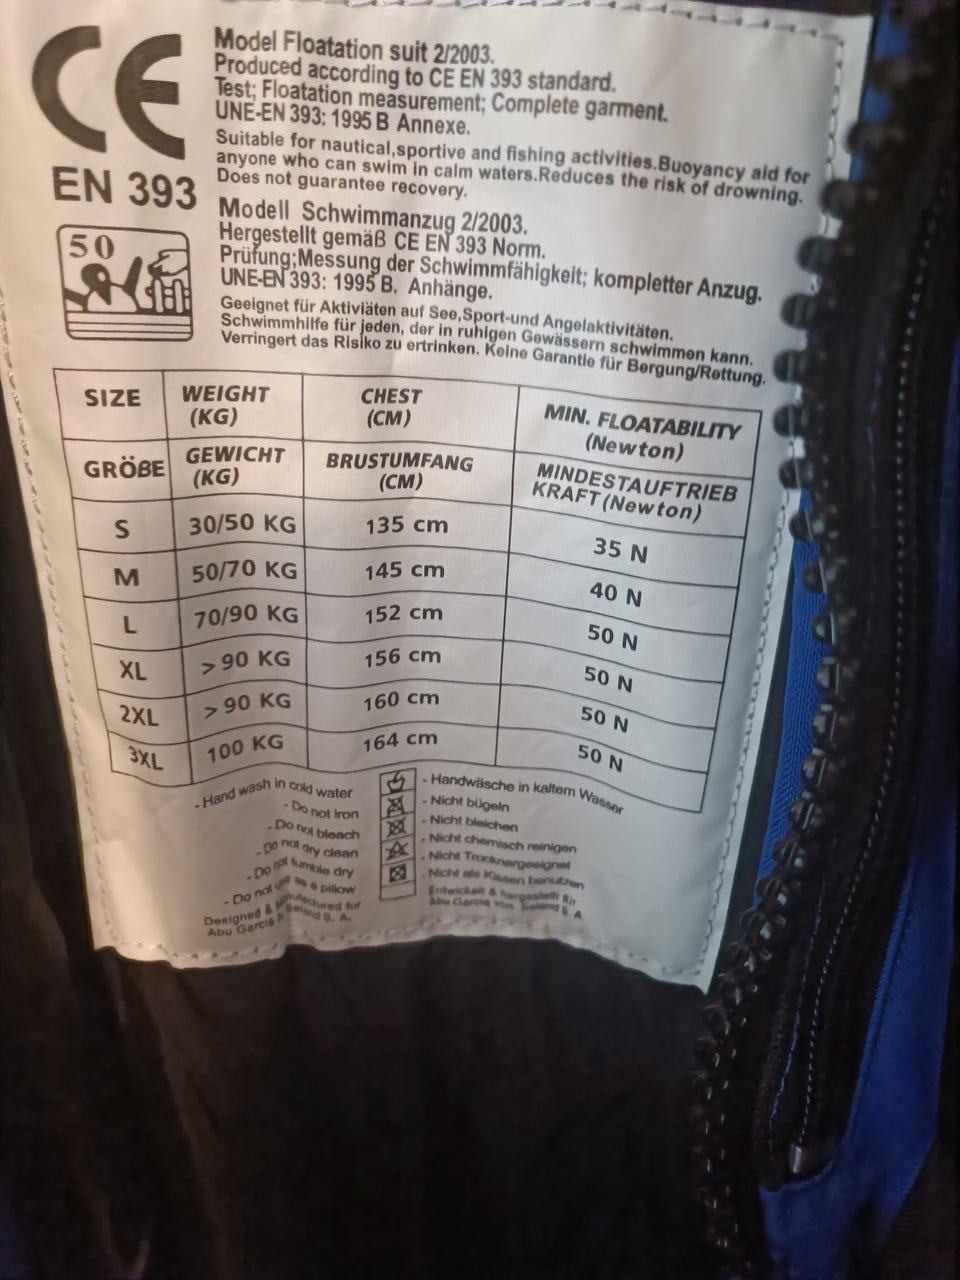 CE
EN 393
50
Model Floatation suit 2/2003.
Produced according to CE EN 393 standard.
Test; Floatation measurement; Complete garment.
UNE-EN 393: 1995 B Annexe.
Suitable for nautical,sportive and fishing activities.Buoyancy aid for
anyone who can swim in calm waters.Reduces the risk of drowning.
Does not guarantee recovery.
Modell Schwimmanzug 2/2003.
Hergestellt gemäß CE EN 393 Norm.
Prüfung;Messung der Schwimmfähigkeit; kompletter Anzug.
UNE-EN 393: 1995 B. Anhänge.
Geeignet für Aktiviäten auf See,Sport-und Angelaktivitäten.
Schwimmhilfe für jeden, der in ruhigen Gewässern schwimmen kann.
Verringert das Risiko zu ertrinken. Keine Garantie für Bergung/Rettung.
SIZE WEIGHT (KG) CHEST (CM) MIN. FLOATABILITY (Newton)
GRÖßE GEWICHT (KG) BRUSTUMFANG (CM) MINDESTAUFTRIEB KRAFT(Newton)
S 30/50 KG 135 cm 35 N
M 50/70 KG 145 cm 40 N
L 70/90 KG 152 cm 50 N
XL >90 KG 156 cm 50 N
2XL >90 KG 160 cm 50 N
3XL 100 KG 164 cm 50 N
- Hand wash in cold water
- Do not iron
- Do not bleach
- Do not dry clean
- Do not tumble dry
- Do not use as a pillow
Designed & Manufactured for
Abu Garcia Seland S. A.
- Handwäsche in kaltem Wasser
- Nicht bügeln
- Nicht bleichen
- Nicht chemisch reinigen
- Nicht Trocknergeeignet
- Nicht als Kissen benutzen
Entwickelt & hergestellt für
Abu Garcia von Seland S. A